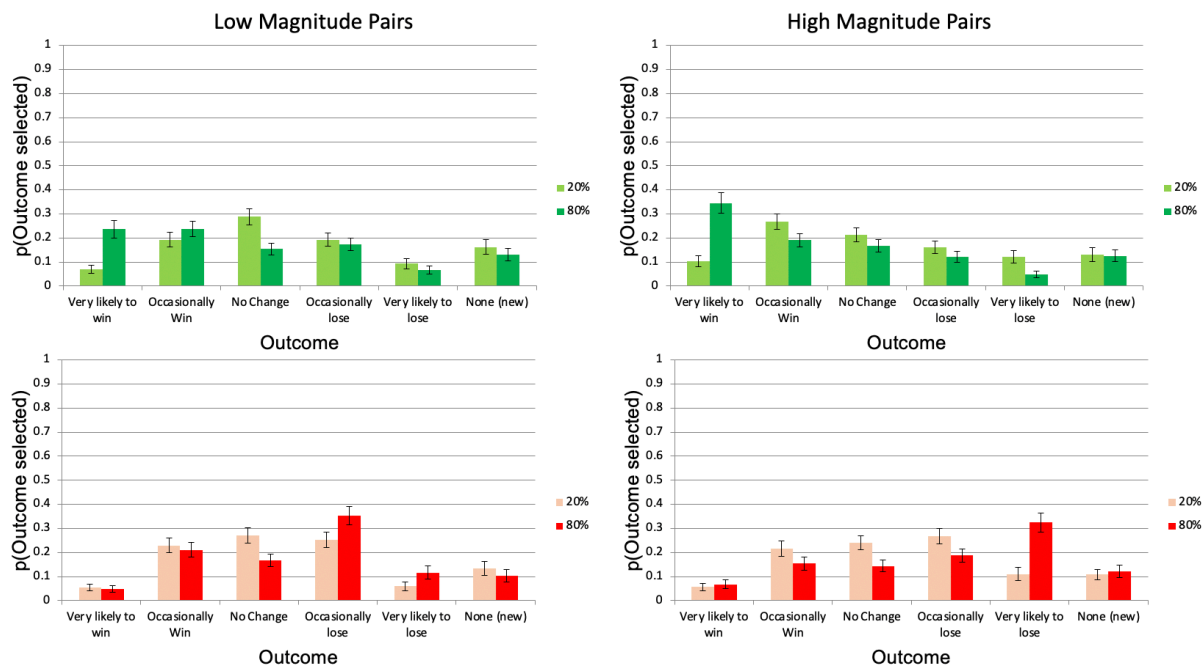 Low Magnitude Pairs
High Magnitude Pairs
p(Outcome selected)
1
0.9
0.8
0.7
0.6
0.5
0.4
0.3
0.2
0.1
0
Very likely to win
Occasionally Win
No Change
Occasionally lose
Very likely to lose
None (new)
Outcome
20%
80%
p(Outcome selected)
1
0.9
0.8
0.7
0.6
0.5
0.4
0.3
0.2
0.1
0
Very likely to win
Occasionally Win
No Change
Occasionally lose
Very likely to lose
None (new)
Outcome
20%
80%
p(Outcome selected)
1
0.9
0.8
0.7
0.6
0.5
0.4
0.3
0.2
0.1
0
Very likely to win
Occasionally Win
No Change
Occasionally lose
Very likely to lose
None (new)
Outcome
20%
80%
p(Outcome selected)
1
0.9
0.8
0.7
0.6
0.5
0.4
0.3
0.2
0.1
0
Very likely to win
Occasionally Win
No Change
Occasionally lose
Very likely to lose
None (new)
Outcome
20%
80%